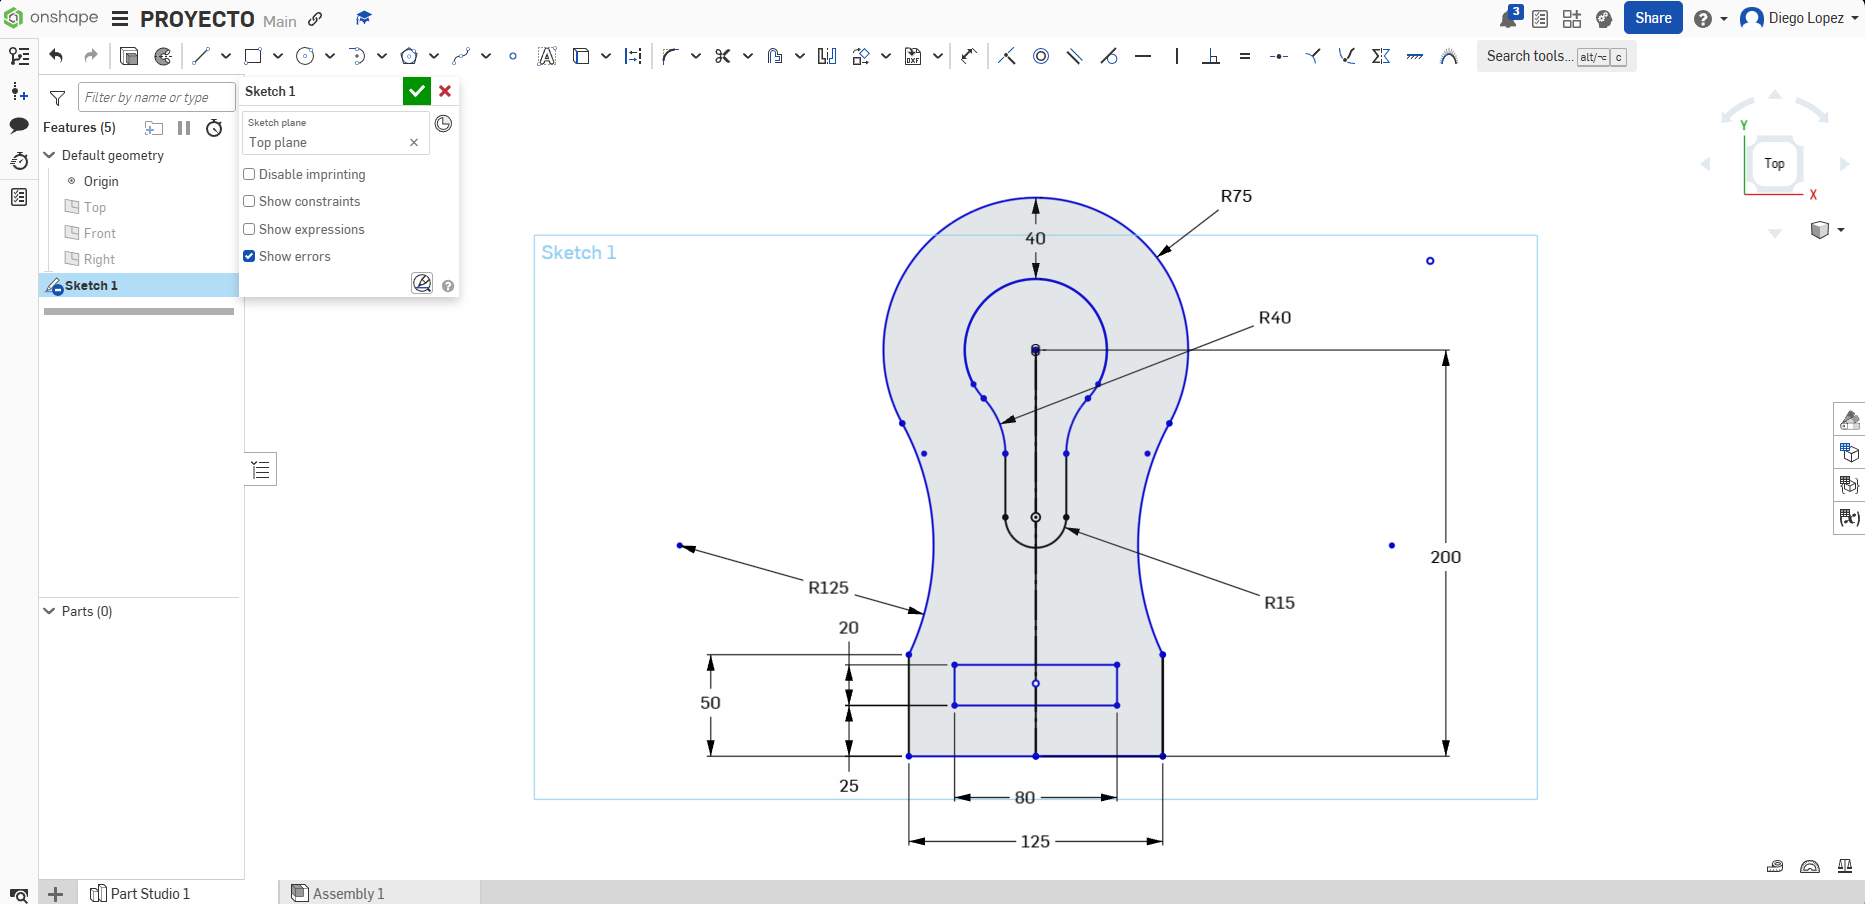 onshape PROYECTO Main 3 Share Diego Lopez
DXF Search tools... alt/⌥ c
Filter by name or type
Features (5)
Default geometry
Origin
Top
Front
Right
Sketch 1
Parts (0)
Sketch 1
Sketch plane
Top plane
Disable imprinting
Show constraints
Show expressions
Show errors
Y
Top
X
Sketch 1
R75
40
R40
200
R125
R15
20
50
25
80
125
Part Studio 1
Assembly 1